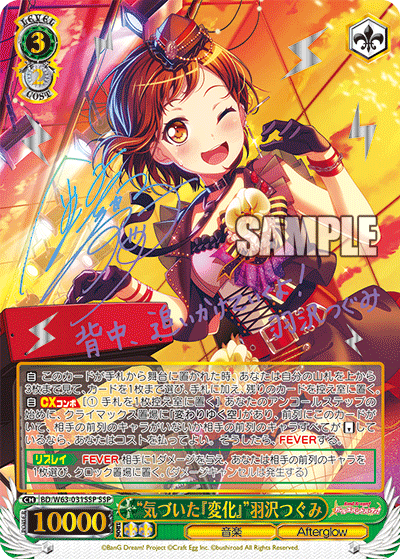 LEVEL
3
2
COST
SAMPLE
背中、追いかけてるよ!
羽沢つぐみ
自 このカードが手札から舞台に置かれた時、あなたは自分の山札を上から
3枚まで見て、カードを1枚まで選び、手札に加え、残りのカードを控え室に置く。
自 CXコンボ [① 手札を1枚控え室に置く] あなたのアンコールステップの
始めに、クライマックス置場に「変わりゆく空」があり、前列にこのカードがい
て、相手の前列のキャラがいないか相手の前列のキャラすべてが
いるなら、あなたはコストを払ってよい。そうしたら、FEVERする。
リプレイ FEVER 相手に1ダメージを与え、あなたは相手の前列のキャラを
1枚選び、クロック置場に置く。(ダメージキャンセルは発生する)
CH BD/W63-031SSP SSP
“気づいた『変化』”羽沢つぐみ
10000
音楽
Afterglow
©BanG Dream! Project ©Craft Egg Inc. ©bushiroad All Rights Reserved.